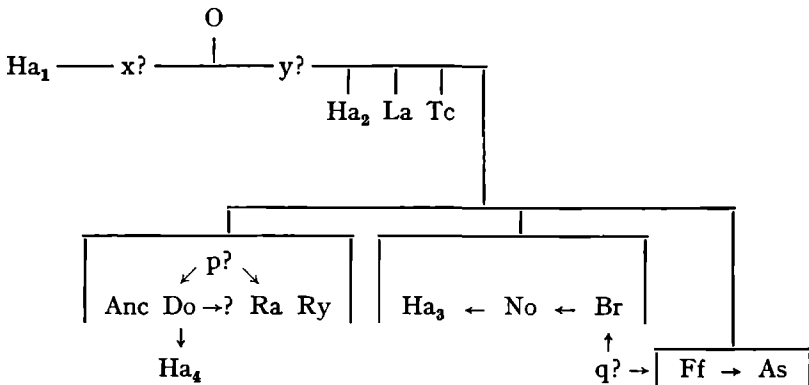 O
Ha₁ x? y?
Ha₂ La Tc
p?
Anc Do →? Ra Ry Ha₃ ← No ← Br
Ha₄ q? → Ff → As